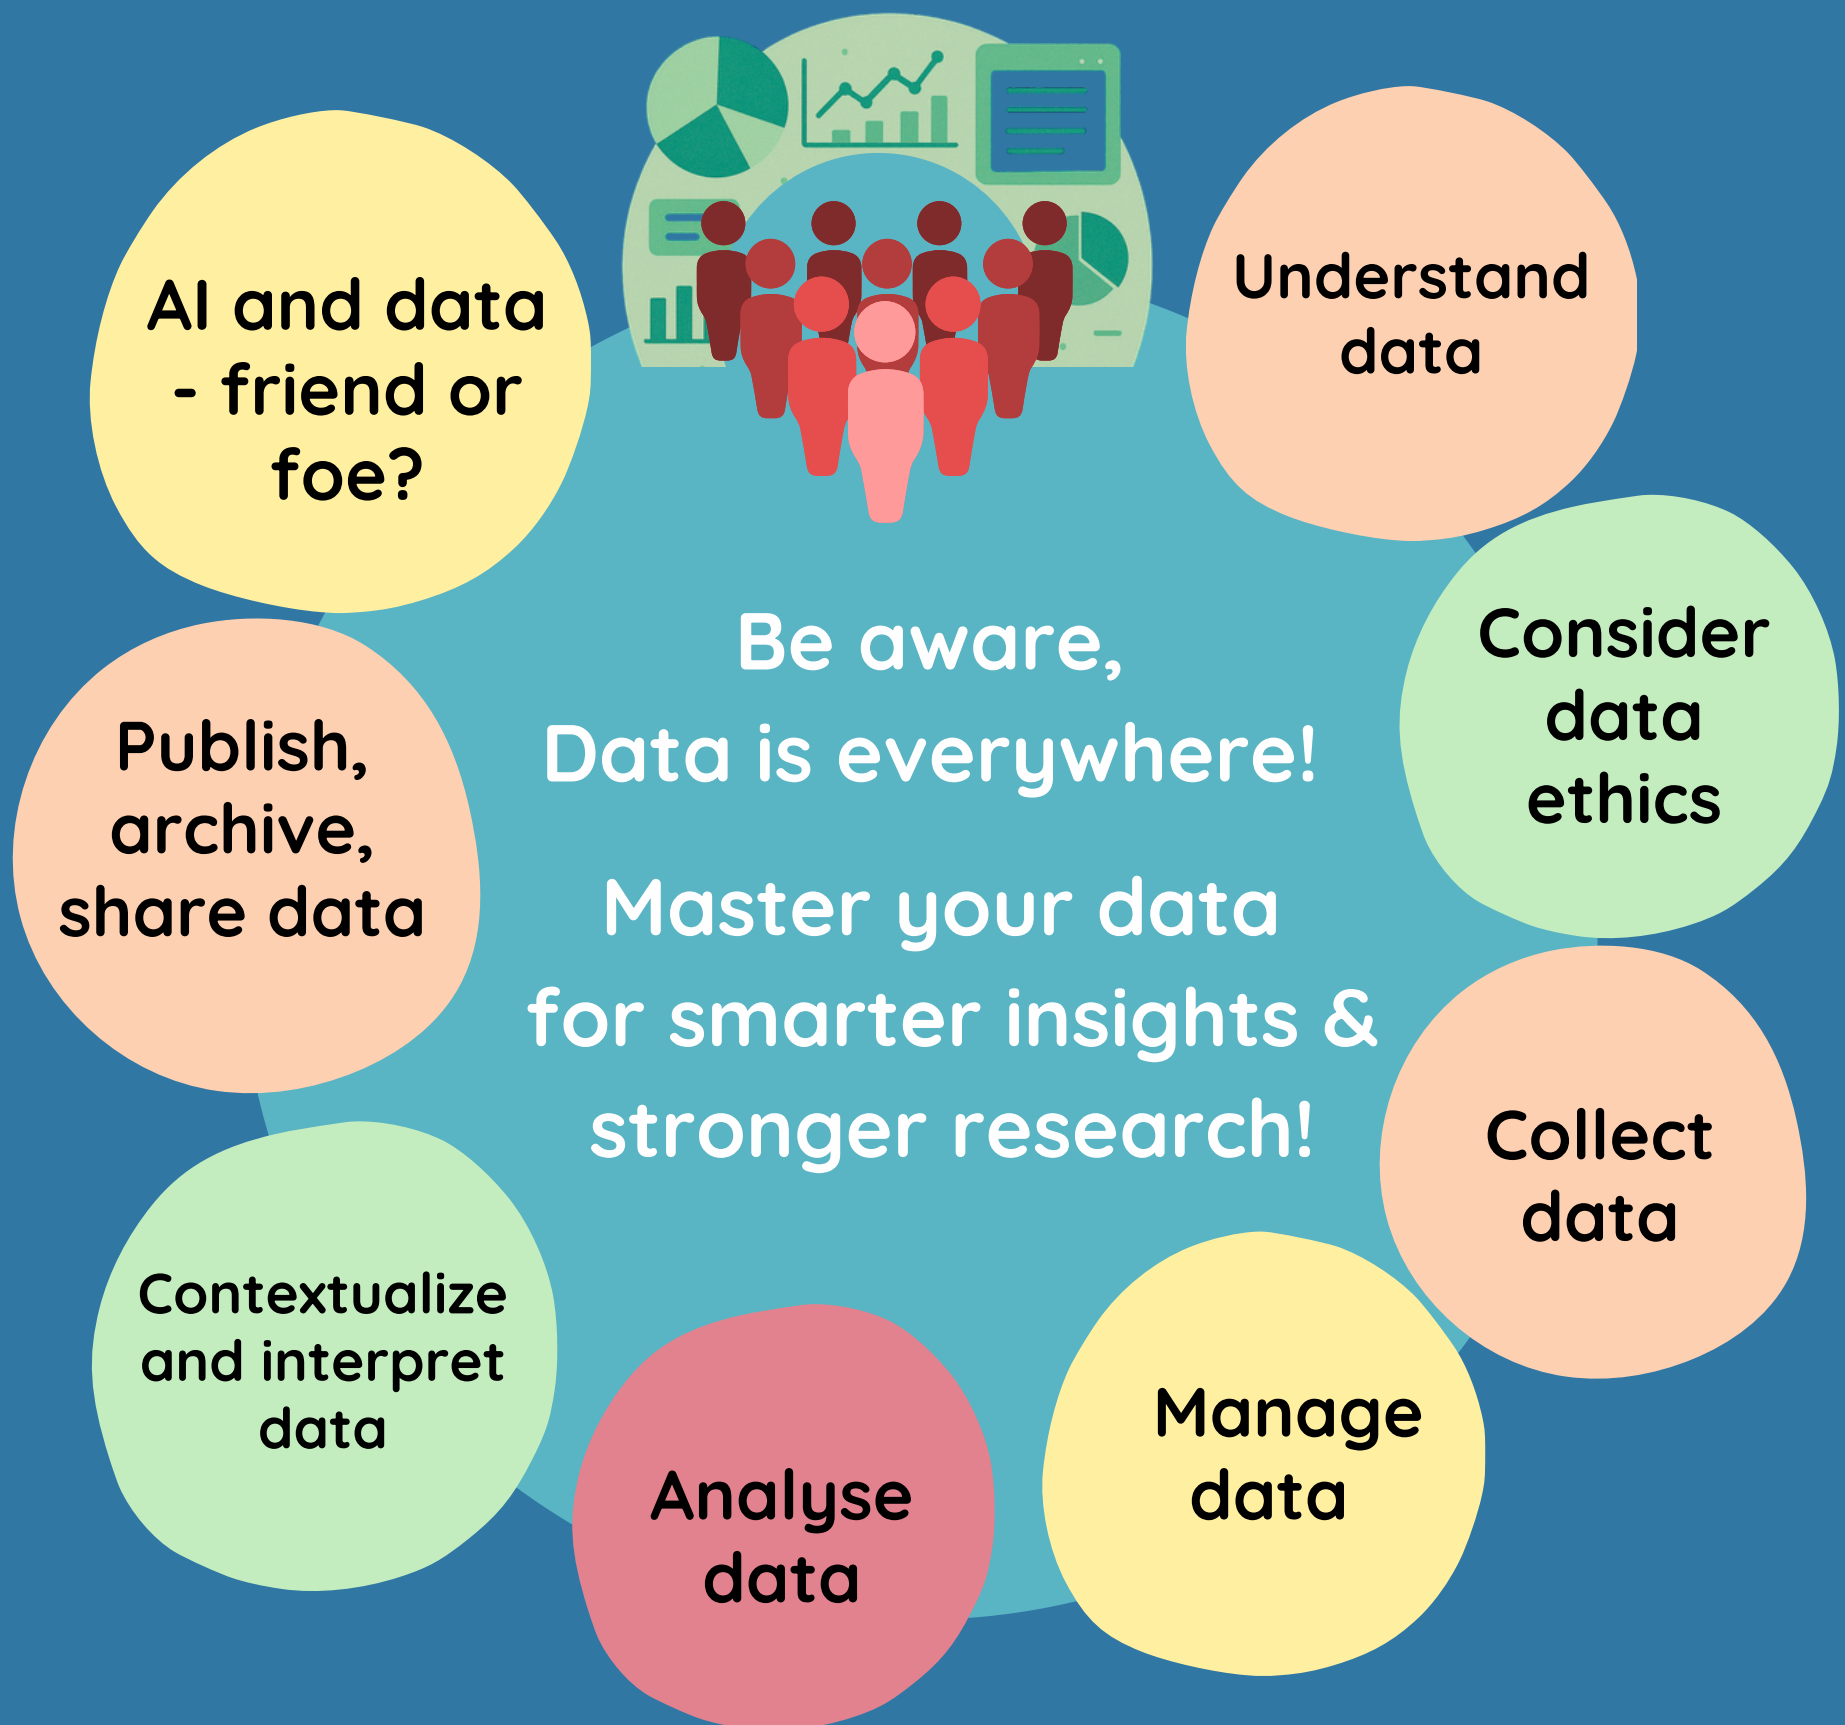 Understand
data
Consider
data
ethics
Collect
data
Manage
data
Analyse
data
Contextualize
and interpret
data
Publish,
archive,
share data
AI and data
- friend or
foe?
Be aware,
Data is everywhere!
Master your data
for smarter insights &
stronger research!